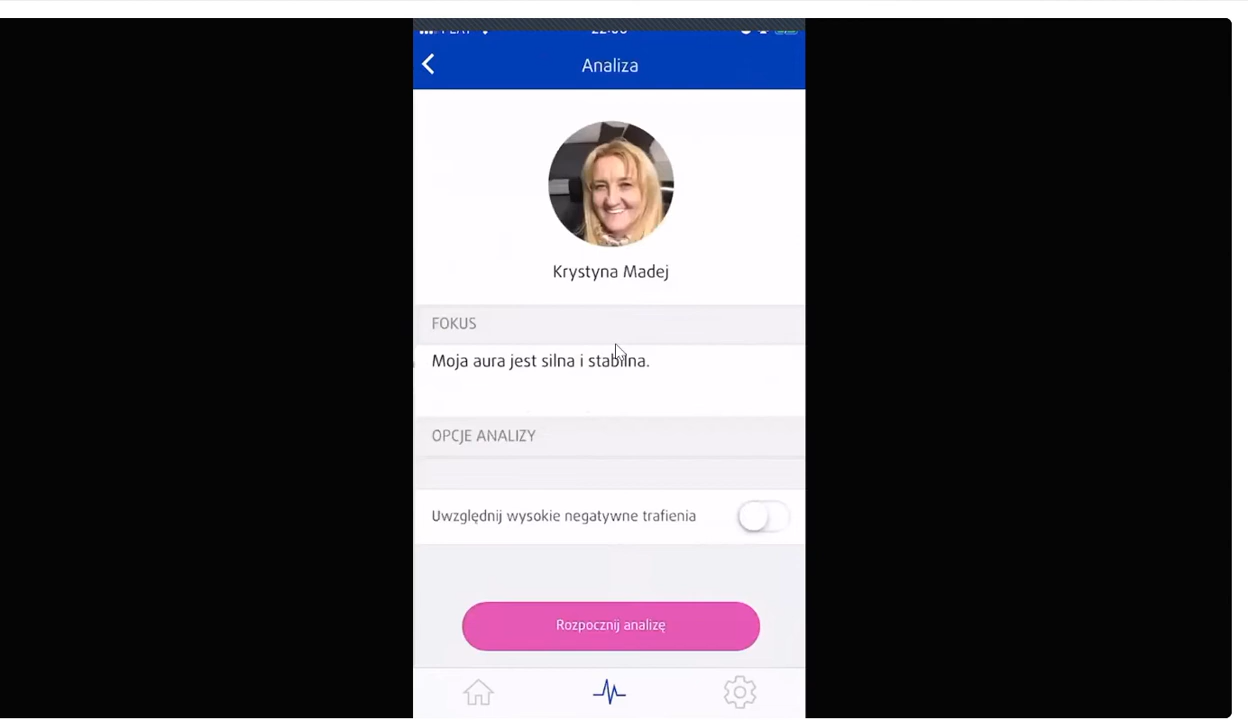 Analiza
Krystyna Madej
FOKUS
Moja aura jest silna i stabilna.
OPCJE ANALIZY
Uwzględnij wysokie negatywne trafienia
Rozpocznij analizę